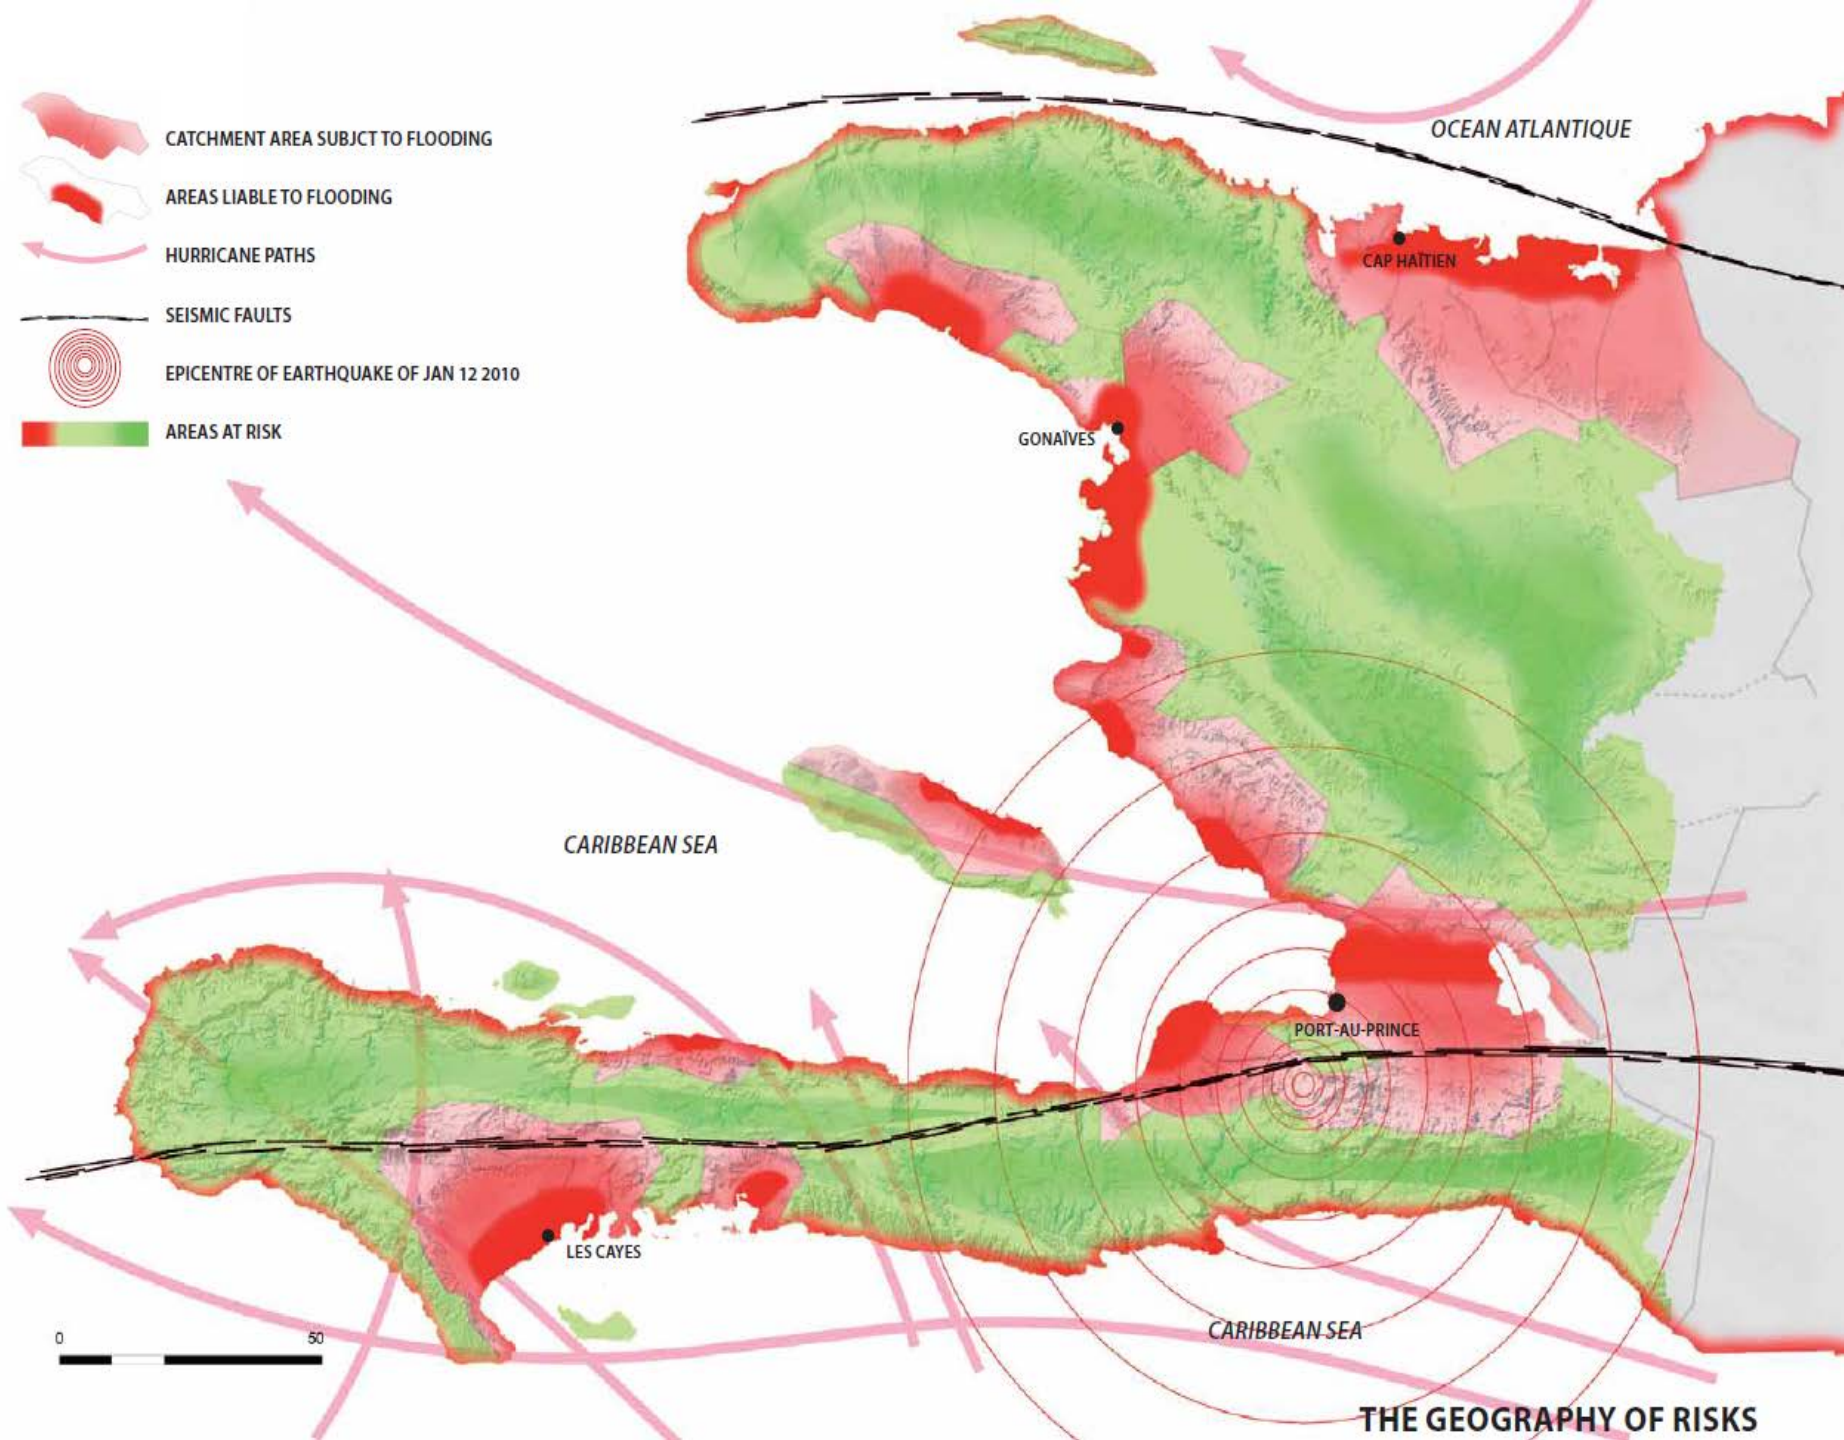 CATCHMENT AREA SUBJCT TO FLOODING
AREAS LIABLE TO FLOODING
HURRICANE PATHS
SEISMIC FAULTS
EPICENTRE OF EARTHQUAKE OF JAN 12 2010
AREAS AT RISK
OCEAN ATLANTIQUE
CAP HAÏTIEN
GONAÏVES
CARIBBEAN SEA
PORT-AU-PRINCE
LES CAYES
CARIBBEAN SEA
0 50
THE GEOGRAPHY OF RISKS